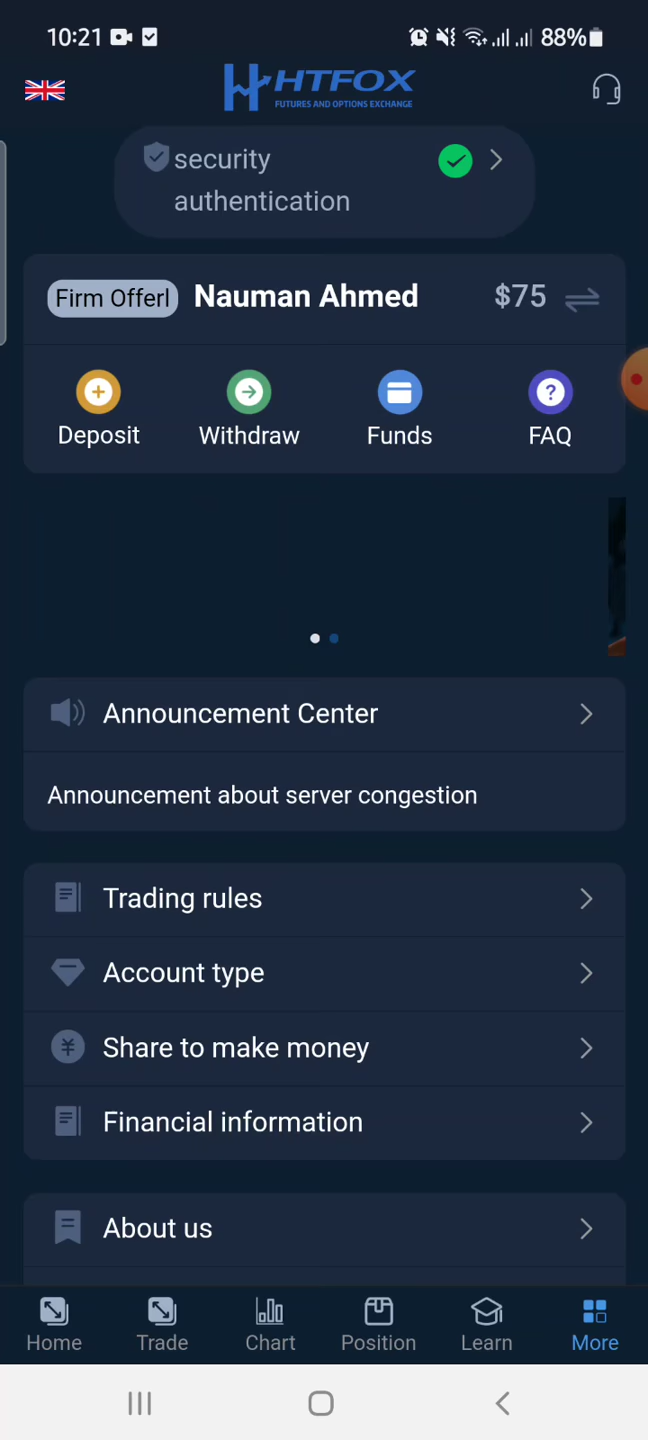 10:21
88%
HTFOX
FUTURES AND OPTIONS EXCHANGE
security
authentication
Firm Offerl Nauman Ahmed $75
Deposit Withdraw Funds FAQ
Announcement Center
Announcement about server congestion
Trading rules
Account type
Share to make money
Financial information
About us
Home Trade Chart Position Learn More